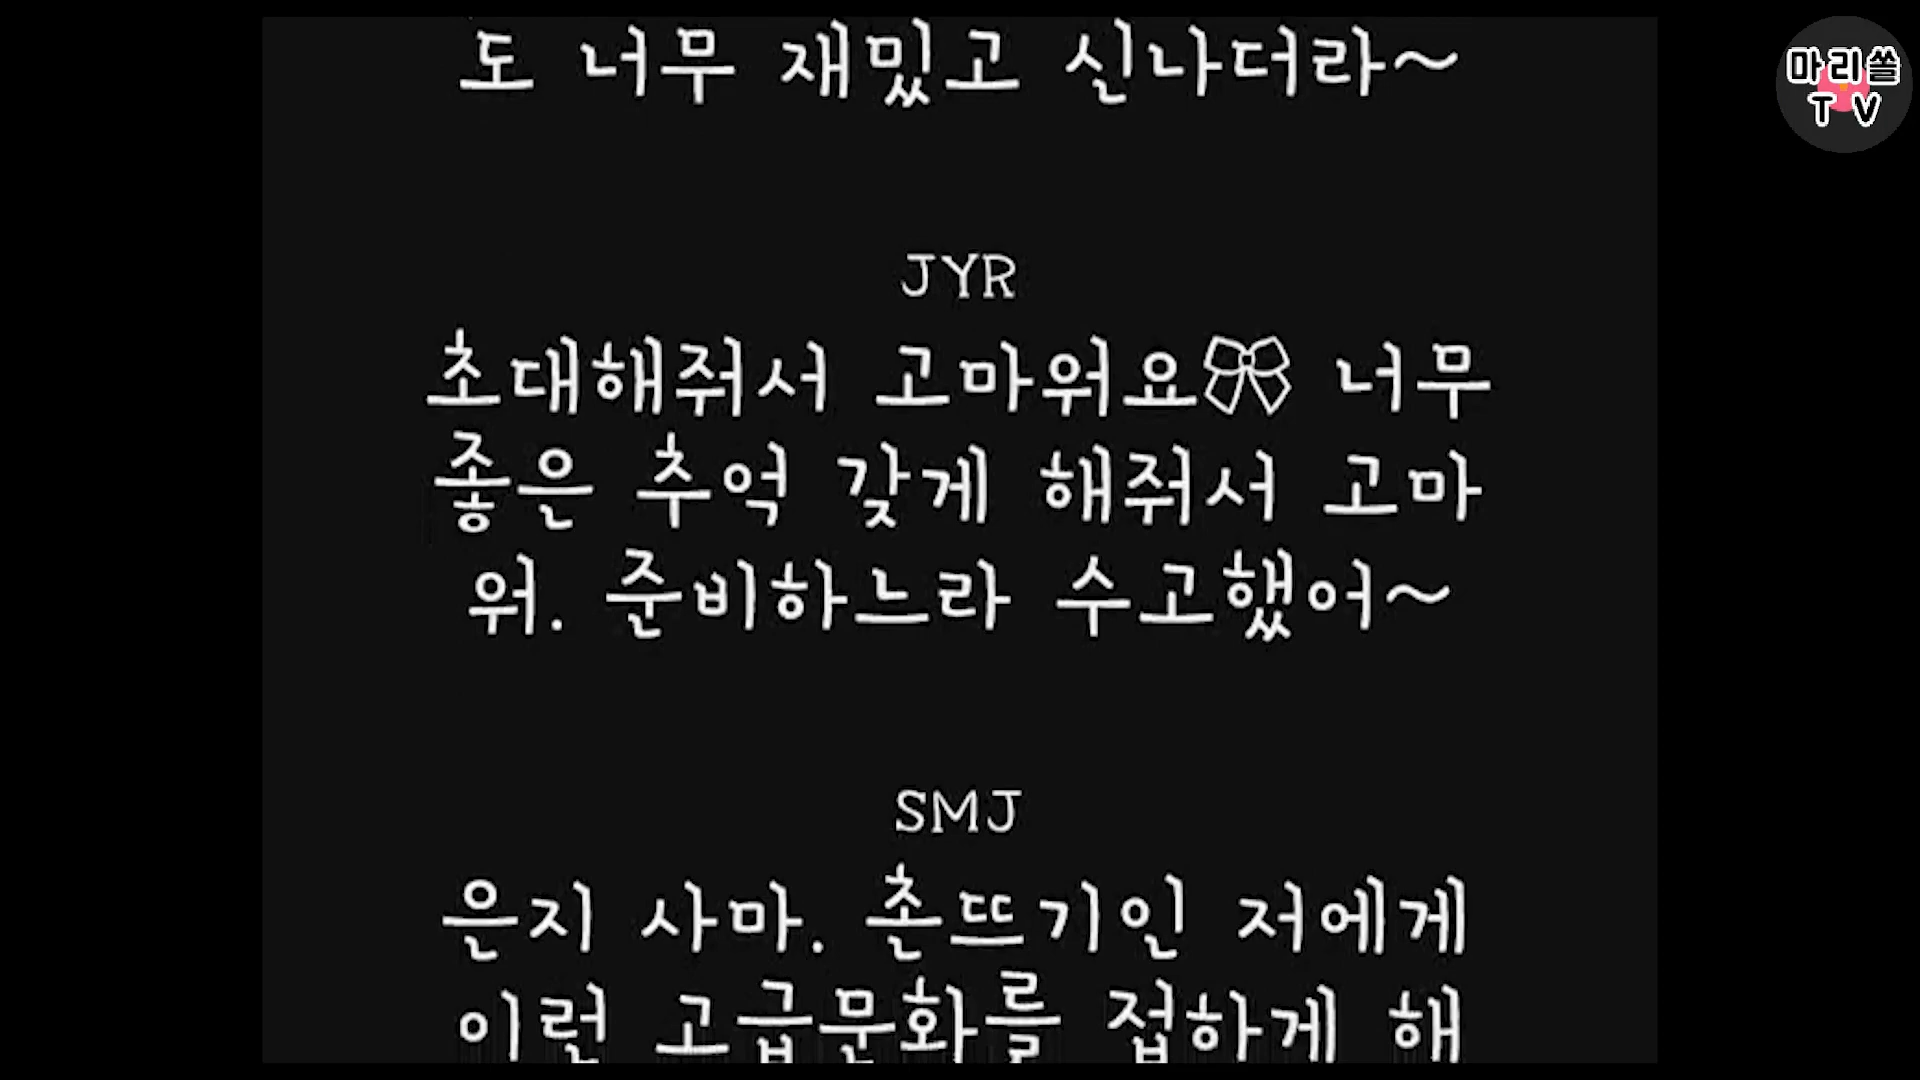 도 너무 재밌고 신나더라~
마리쏠
TV
JYR
초대해줘서 고마워요🎀 너무
좋은 추억 갖게 해줘서 고마
워. 준비하느라 수고했어~
SMJ
은지 사마. 촌뜨기인 저에게
이런 고급문화를 접하게 해